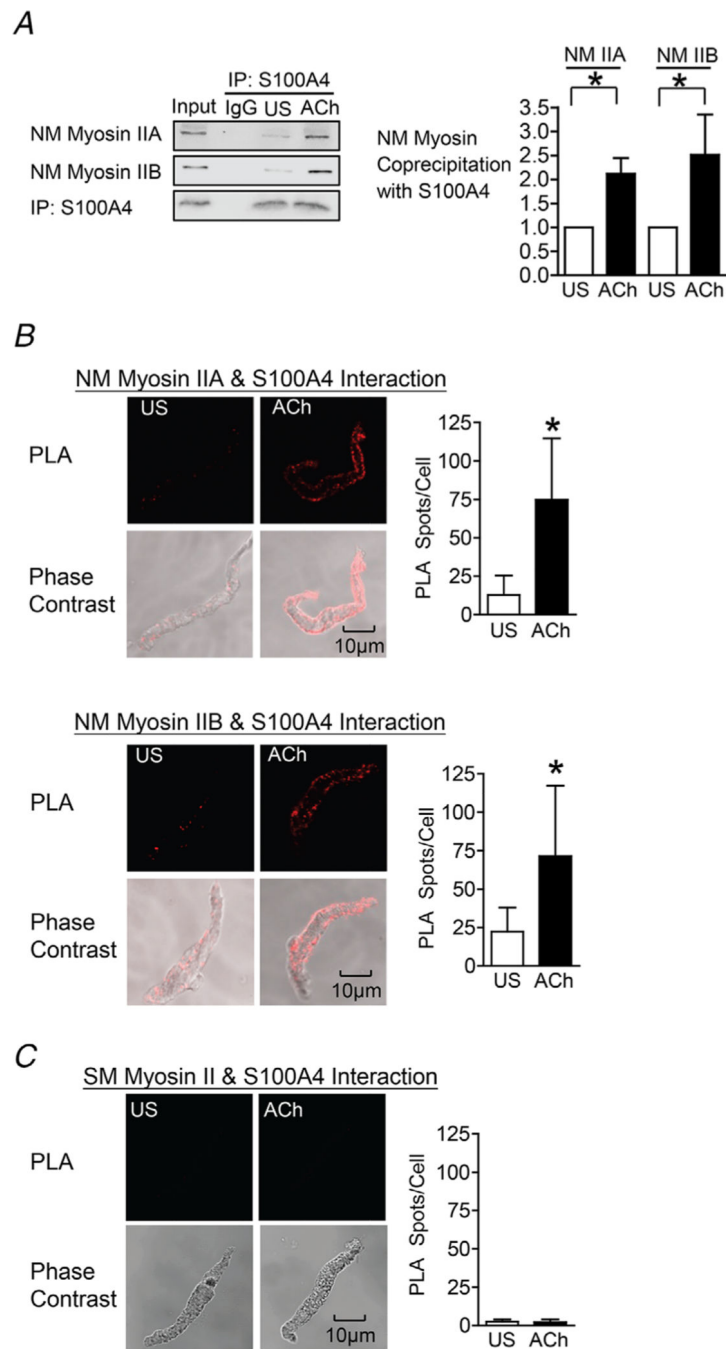 A
IP: S100A4
Input IgG US ACh
NM Myosin IIA
NM Myosin IIB
IP: S100A4
NM Myosin
Coprecipitation
with S100A4
NM IIA NM IIB
* *
3.5
3.0
2.5
2.0
1.5
1.0
0.5
0.0
US ACh US ACh
B
NM Myosin IIA & S100A4 Interaction
US ACh
PLA
Phase
Contrast
10µm
PLA Spots/Cell
125
100
75
50
25
0
*
US ACh
NM Myosin IIB & S100A4 Interaction
US ACh
PLA
Phase
Contrast
10µm
PLA Spots/Cell
125
100
75
50
25
0
*
US ACh
C
SM Myosin II & S100A4 Interaction
US ACh
PLA
Phase
Contrast
10µm
PLA Spots/Cell
125
100
75
50
25
0
US ACh